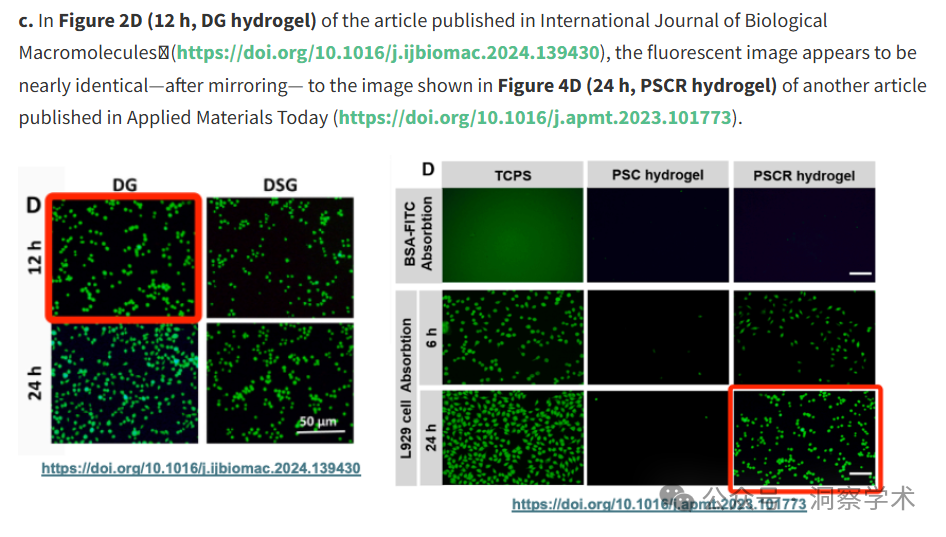 c. In Figure 2D (12 h, DG hydrogel) of the article published in International Journal of Biological
Macromolecules (https://doi.org/10.1016/j.ijbiomac.2024.139430), the fluorescent image appears to be
nearly identical—after mirroring— to the image shown in Figure 4D (24 h, PSCR hydrogel) of another article
published in Applied Materials Today (https://doi.org/10.1016/j.apmt.2023.101773).
DG
DSG
D
12 h
24 h
50 μm
https://doi.org/10.1016/j.ijbiomac.2024.139430
D
TCPS
PSC hydrogel
PSCR hydrogel
BSA-FITC
Absorbtion
L929 cell Absorbtion
6 h
24 h
https://doi.org/10.1016/j.apmt.2023.101773
公众号 · 洞察学术